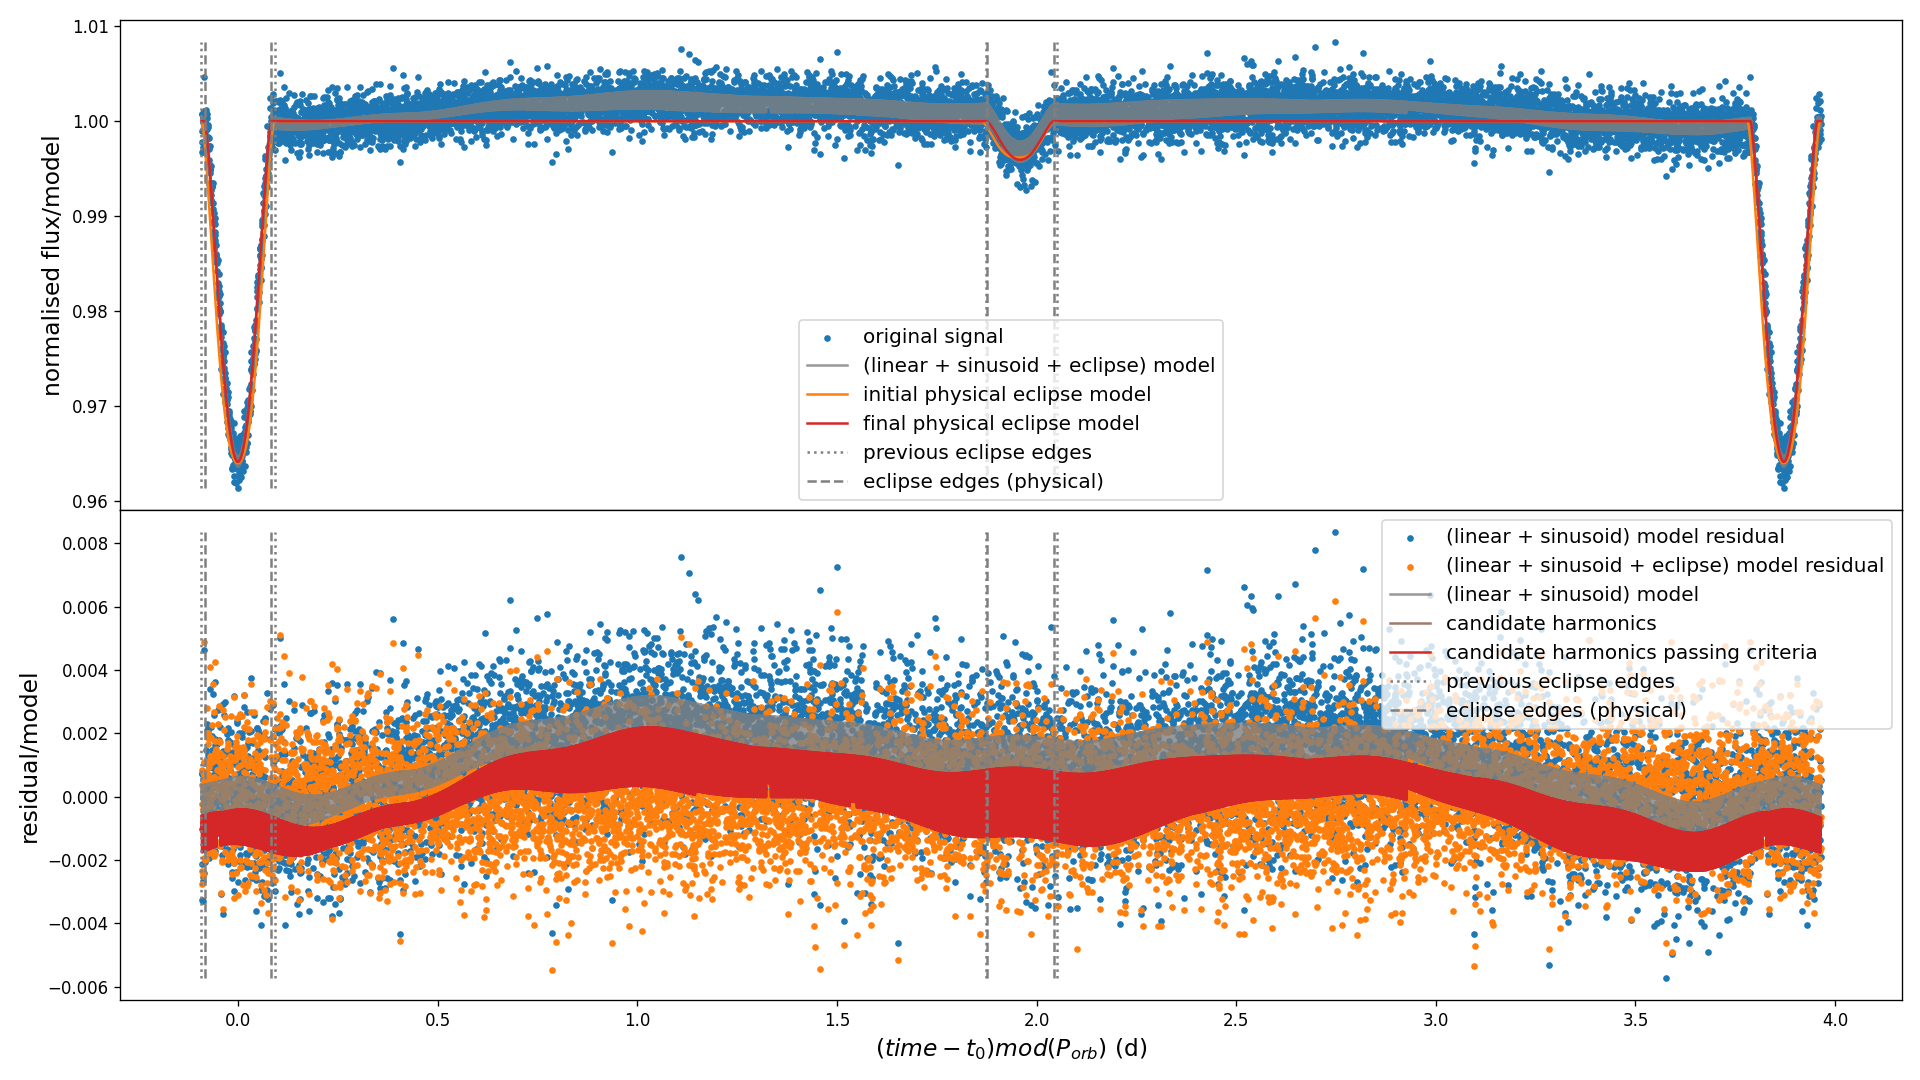 1.01
1.00
0.99
0.98
0.97
0.96
normalised flux/model
original signal
(linear + sinusoid + eclipse) model
initial physical eclipse model
final physical eclipse model
previous eclipse edges
eclipse edges (physical)
0.008
0.006
0.004
0.002
0.000
−0.002
−0.004
−0.006
residual/model
(linear + sinusoid) model residual
(linear + sinusoid + eclipse) model residual
(linear + sinusoid) model
candidate harmonics
candidate harmonics passing criteria
previous eclipse edges
eclipse edges (physical)
0.0 0.5 1.0 1.5 2.0 2.5 3.0 3.5 4.0
(time − t₀)mod(P_orb) (d)